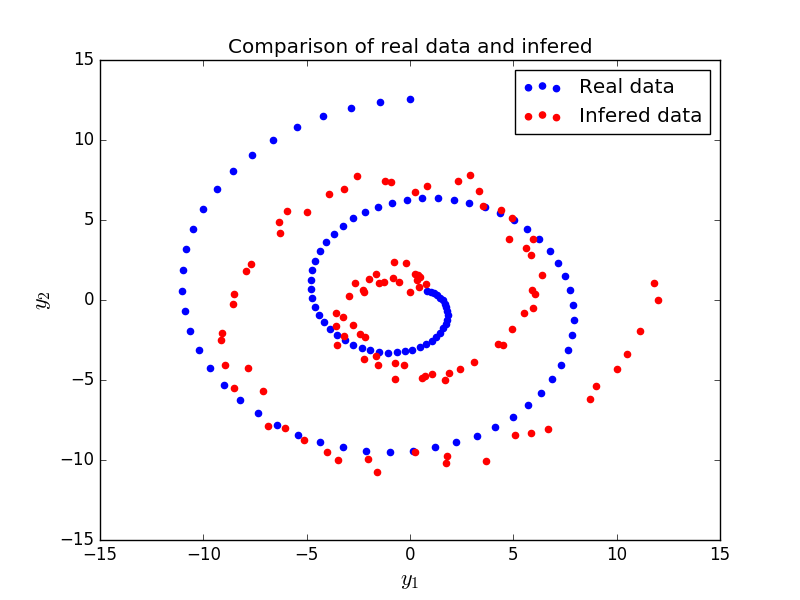 Comparison of real data and infered
Real data
Infered data
15
10
5
0
−5
−10
−15
y₂
−15
−10
−5
0
5
10
15
y₁